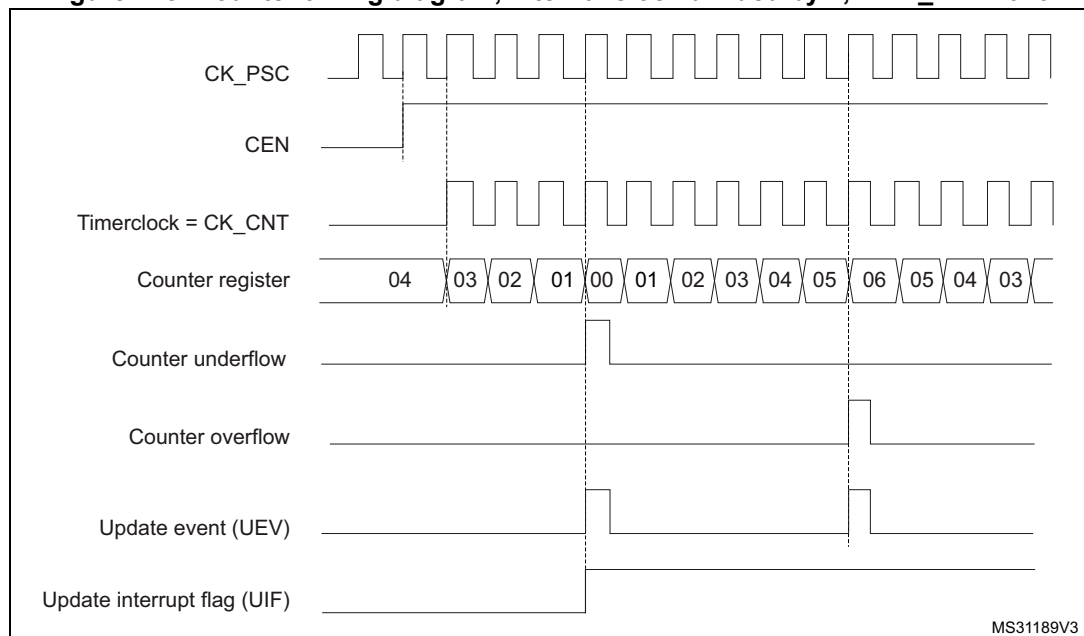 CK_PSC
CEN
Timerclock = CK_CNT
Counter register 04 03 02 01 00 01 02 03 04 05 06 05 04 03
Counter underflow
Counter overflow
Update event (UEV)
Update interrupt flag (UIF)
MS31189V3